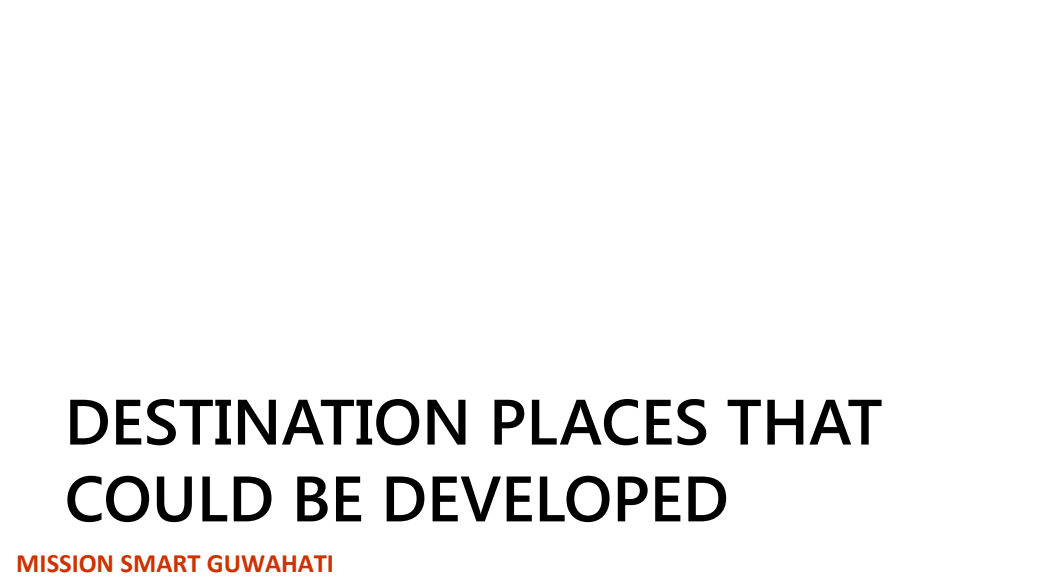 DESTINATION PLACES THAT
COULD BE DEVELOPED
MISSION SMART GUWAHATI